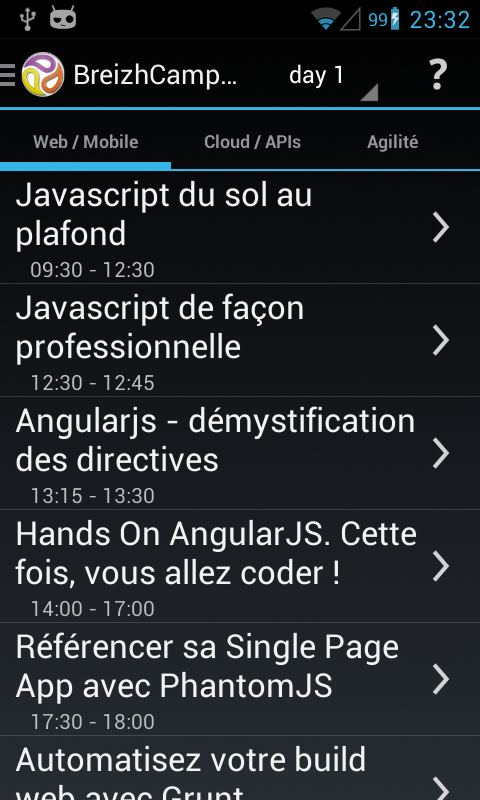 99 23:32
BreizhCamp... day 1 ?
Web / Mobile Cloud / APIs Agilité
Javascript du sol au
plafond
09:30 - 12:30
Javascript de façon
professionnelle
12:30 - 12:45
Angularjs - démystification
des directives
13:15 - 13:30
Hands On AngularJS. Cette
fois, vous allez coder !
14:00 - 17:00
Référencer sa Single Page
App avec PhantomJS
17:30 - 18:00
Automatisez votre build
web avec Grunt